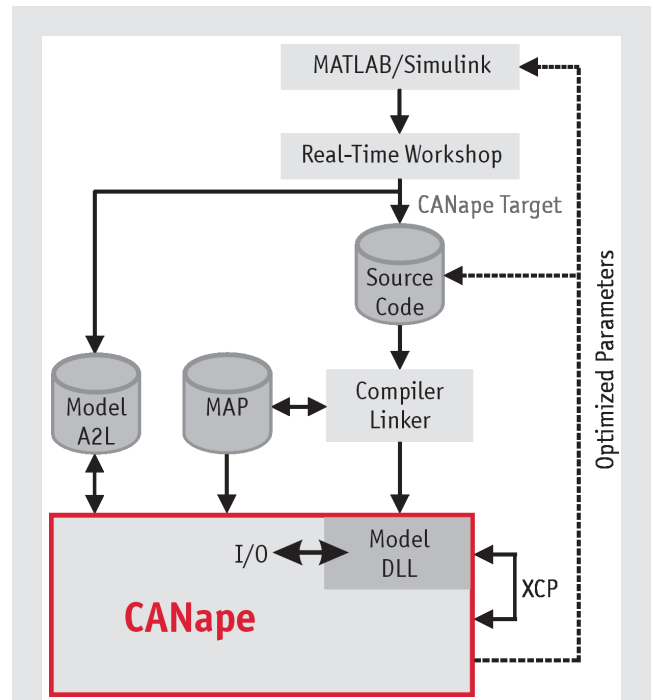 MATLAB/Simulink
Real-Time Workshop
CANape Target
Source
Code
Optimized Parameters
Model
A2L
MAP
Compiler
Linker
I/O
Model
DLL
XCP
CANape